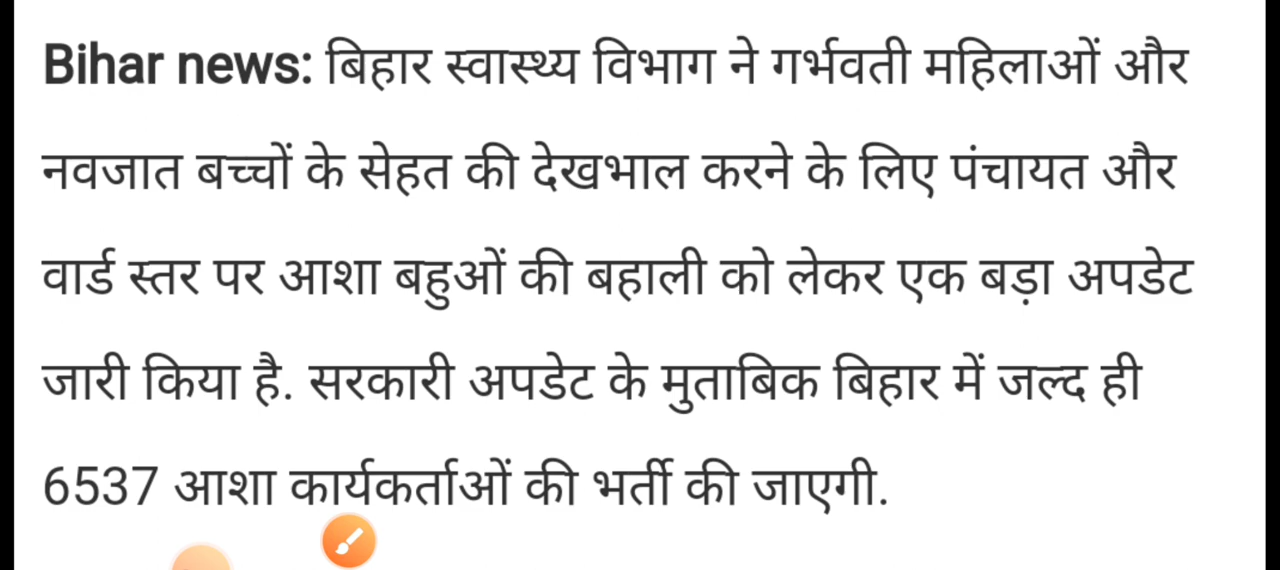 Bihar news: बिहार स्वास्थ्य विभाग ने गर्भवती महिलाओं और
नवजात बच्चों के सेहत की देखभाल करने के लिए पंचायत और
वार्ड स्तर पर आशा बहुओं की बहाली को लेकर एक बड़ा अपडेट
जारी किया है. सरकारी अपडेट के मुताबिक बिहार में जल्द ही
6537 आशा कार्यकर्ताओं की भर्ती की जाएगी.